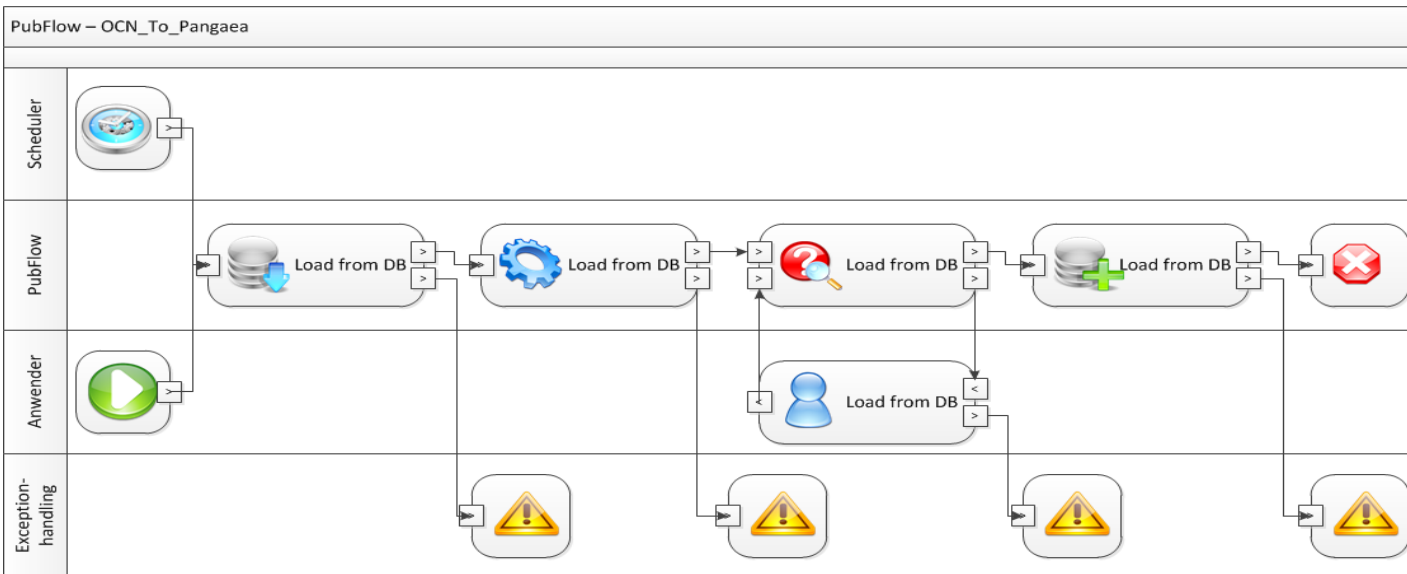 PubFlow – OCN_To_Pangaea
Scheduler
PubFlow
Load from DB
Load from DB
Load from DB
Load from DB
Anwender
Load from DB
Exception-
handling